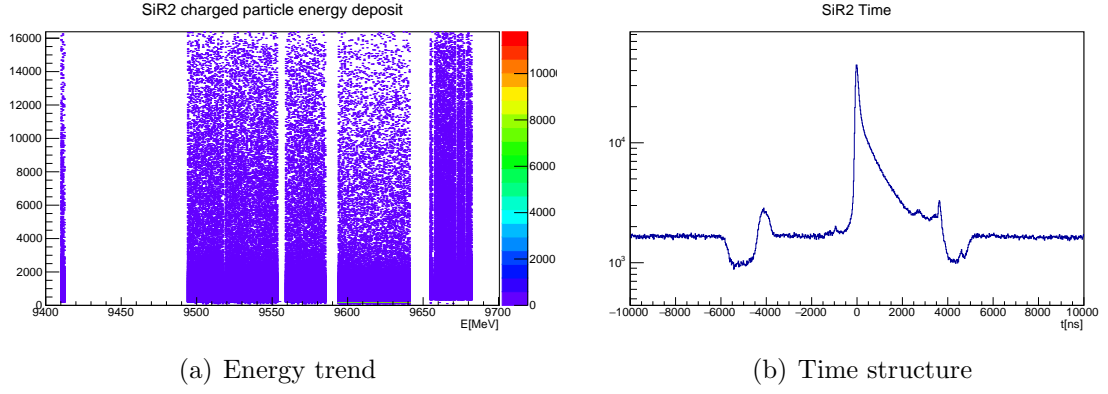 SiR2 charged particle energy deposit
16000
14000
12000
10000
8000
6000
4000
2000
0
9400 9450 9500 9550 9600 9650 9700
E[MeV]
1000
8000
6000
4000
2000
0
SiR2 Time
10⁴
10³
−10000 −8000 −6000 −4000 −2000 0 2000 4000 6000 8000 10000
t[ns]
(a) Energy trend
(b) Time structure